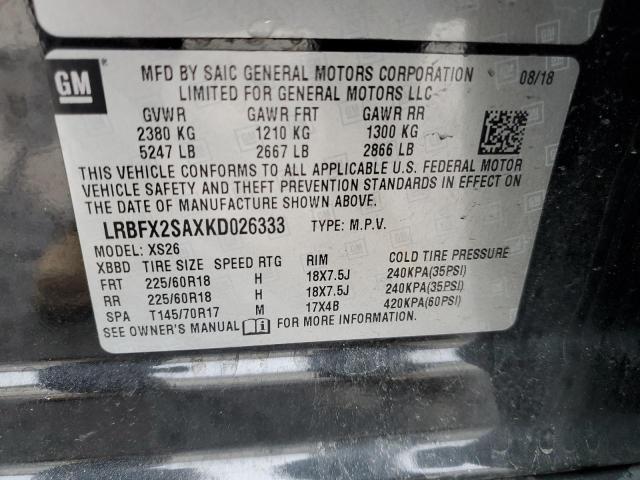 GM
MFD BY SAIC GENERAL MOTORS CORPORATION 08/18
LIMITED FOR GENERAL MOTORS LLC
GVWR GAWR FRT GAWR RR
2380 KG 1210 KG 1300 KG
5247 LB 2667 LB 2866 LB
THIS VEHICLE CONFORMS TO ALL APPLICABLE U.S. FEDERAL MOTOR
VEHICLE SAFETY AND THEFT PREVENTION STANDARDS IN EFFECT ON
THE DATE OF MANUFACTURE SHOWN ABOVE.
LRBFX2SAXKD026333 TYPE: M.P.V.
MODEL: XS26
XBBD TIRE SIZE SPEED RTG RIM COLD TIRE PRESSURE
FRT 225/60R18 H 18X7.5J 240KPA(35PSI)
RR 225/60R18 H 18X7.5J 240KPA(35PSI)
SPA T145/70R17 M 17X4B 420KPA(60PSI)
SEE OWNER'S MANUAL FOR MORE INFORMATION.